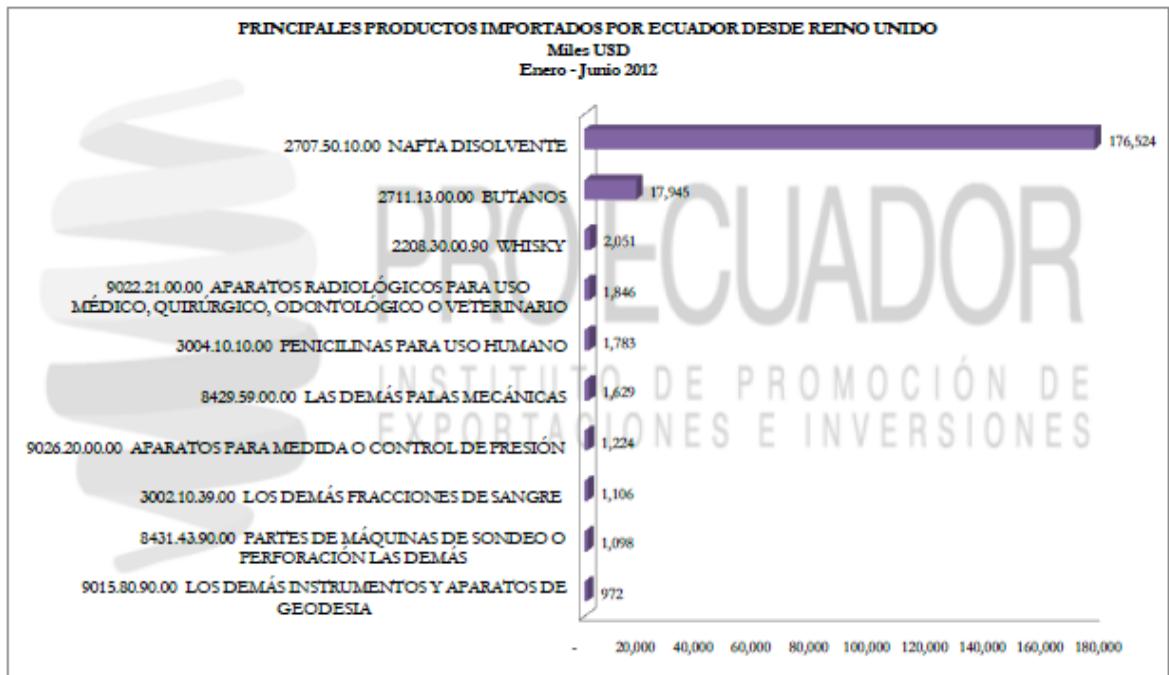 PRINCIPALES PRODUCTOS IMPORTADOS POR ECUADOR DESDE REINO UNIDO
Miles USD
Enero - Junio 2012
2707.50.10.00 NAFTA DISOLVENTE
176,524
2711.13.00.00 BUTANOS
17,945
2208.30.00.90 WHISKY
2,051
9022.21.00.00 APARATOS RADIOLÓGICOS PARA USO
MÉDICO, QUIRÚRGICO, ODONTOLÓGICO O VETERINARIO
1,846
3004.10.10.00 PENICILINAS PARA USO HUMANO
1,783
8429.59.00.00 LAS DEMÁS PALAS MECÁNICAS
1,629
9026.20.00.00 APARATOS PARA MEDIDA O CONTROL DE PRESIÓN
1,224
3002.10.39.00 LOS DEMÁS FRACCIONES DE SANGRE
1,106
8431.43.90.00 PARTES DE MÁQUINAS DE SONDEO O
PERFORACIÓN LAS DEMÁS
1,098
9015.80.90.00 LOS DEMÁS INSTRUMENTOS Y APARATOS DE
GEODESIA
972
- 20,000 40,000 60,000 80,000 100,000 120,000 140,000 160,000 180,000
PROECUADOR
INSTITUTO DE PROMOCIÓN DE
EXPORTACIONES E INVERSIONES